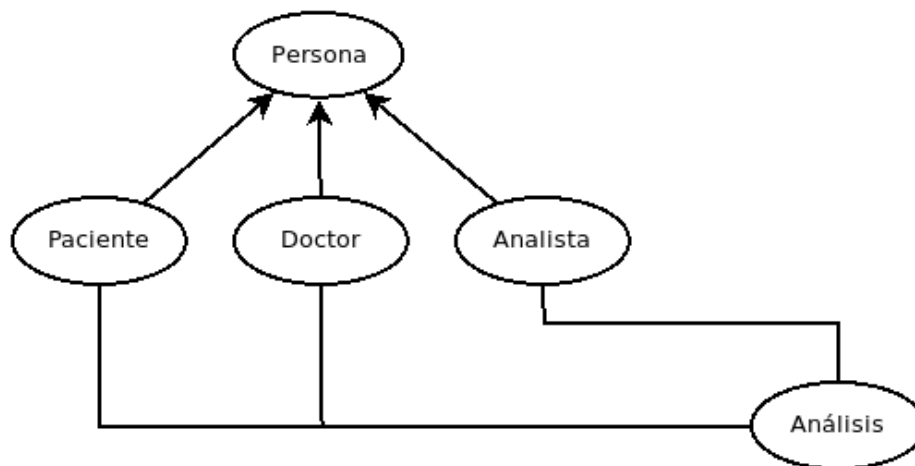 Persona
Paciente
Doctor
Analista
Análisis